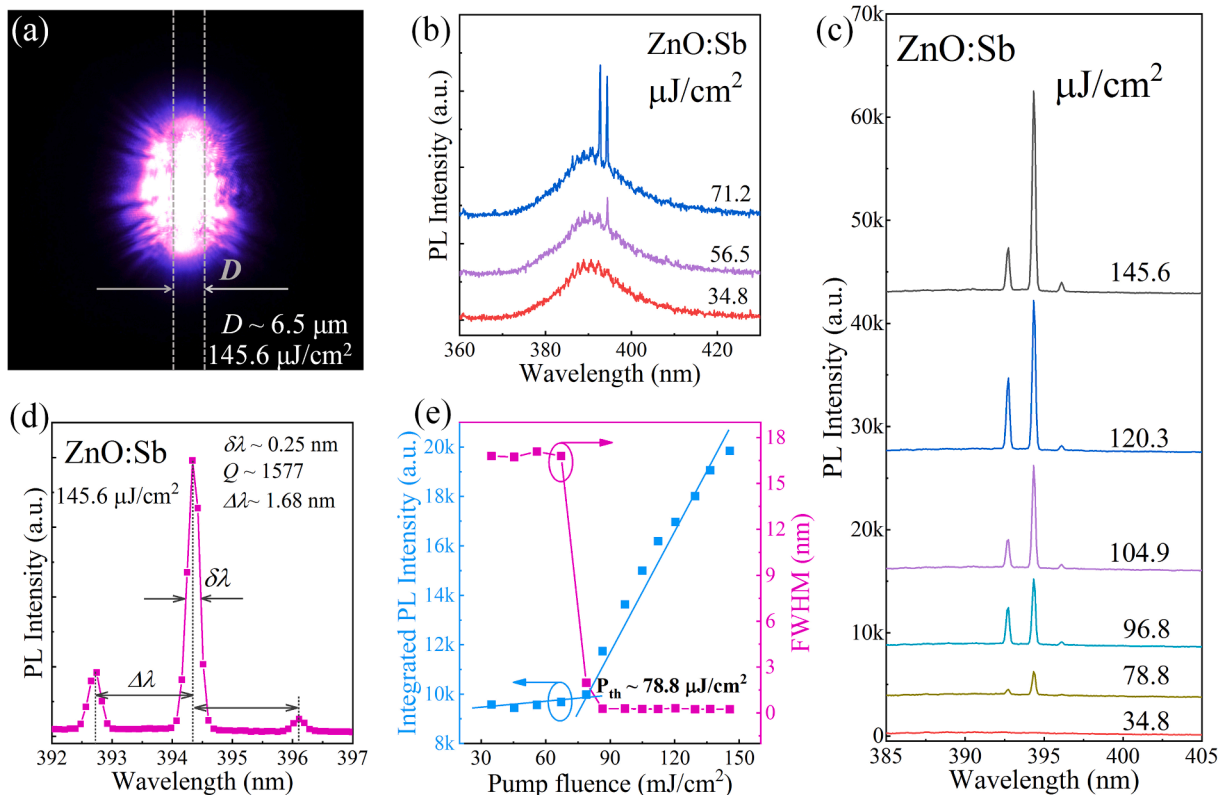 (a)
D
D ~ 6.5 μm
145.6 μJ/cm²
(b)
ZnO:Sb
μJ/cm²
71.2
56.5
34.8
PL Intensity (a.u.)
360 380 400 420
Wavelength (nm)
(c)
ZnO:Sb
μJ/cm²
70k
60k
50k
40k
30k
20k
10k
0
145.6
120.3
104.9
96.8
78.8
34.8
PL Intensity (a.u.)
385 390 395 400 405
Wavelength (nm)
(d)
ZnO:Sb
145.6 μJ/cm²
δλ ~ 0.25 nm
Q ~ 1577
Δλ~ 1.68 nm
δλ
Δλ
PL Intensity (a.u.)
392 393 394 395 396 397
Wavelength (nm)
(e)
20k
18k
16k
14k
12k
10k
8k
Integrated PL Intensity (a.u.)
18
15
12
9
6
3
0
FWHM (nm)
Pth ~ 78.8 μJ/cm²
30 60 90 120 150
Pump fluence (mJ/cm²)